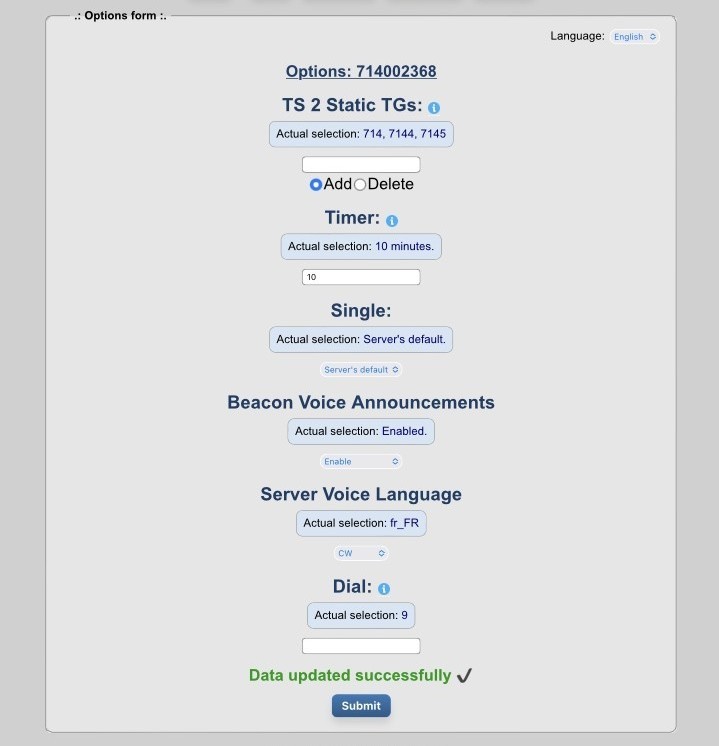 .: Options form :.
Language: English
Options: 714002368
TS 2 Static TGs:
Actual selection: 714, 7144, 7145
Add Delete
Timer:
Actual selection: 10 minutes.
10
Single:
Actual selection: Server's default.
Server's default
Beacon Voice Announcements
Actual selection: Enabled.
Enable
Server Voice Language
Actual selection: fr_FR
CW
Dial:
Actual selection: 9
Data updated successfully ✔
Submit